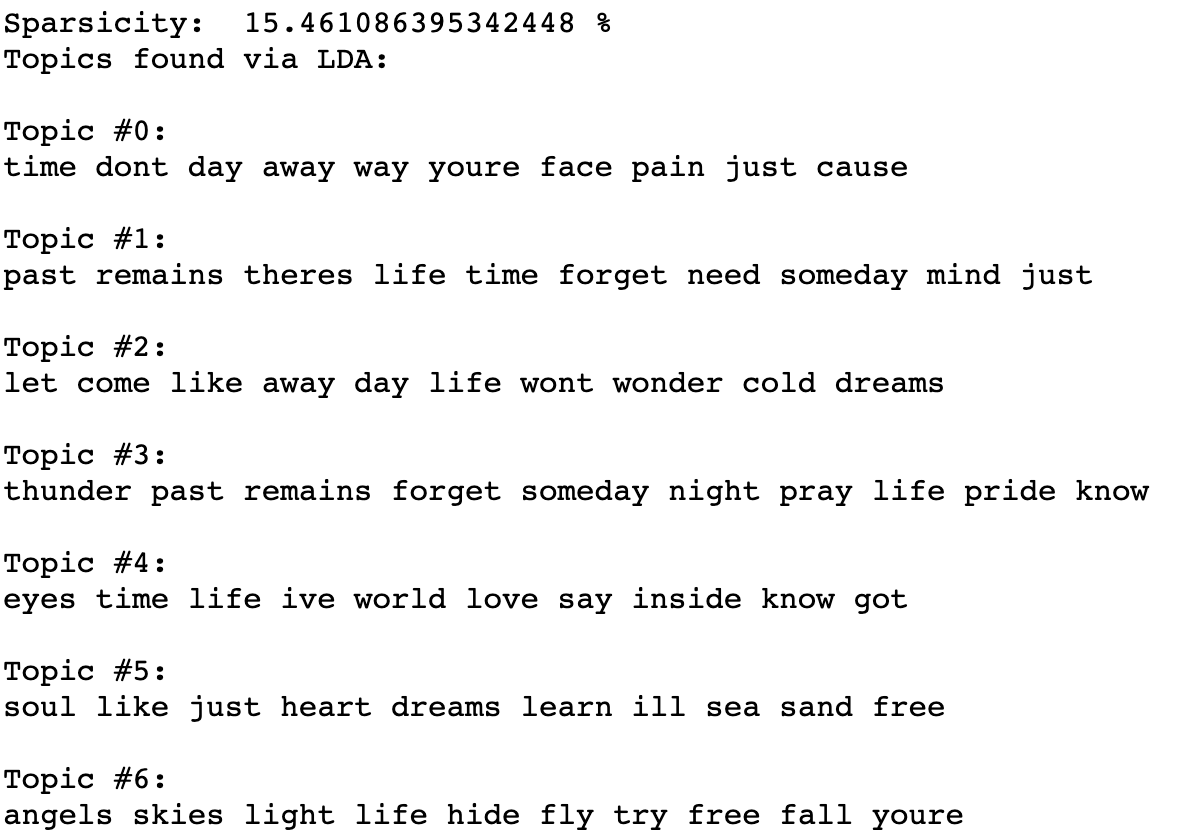 Sparsicity:  15.461086395342448 %
Topics found via LDA:
Topic #0:
time dont day away way youre face pain just cause
Topic #1:
past remains theres life time forget need someday mind just
Topic #2:
let come like away day life wont wonder cold dreams
Topic #3:
thunder past remains forget someday night pray life pride know
Topic #4:
eyes time life ive world love say inside know got
Topic #5:
soul like just heart dreams learn ill sea sand free
Topic #6:
angels skies light life hide fly try free fall youre